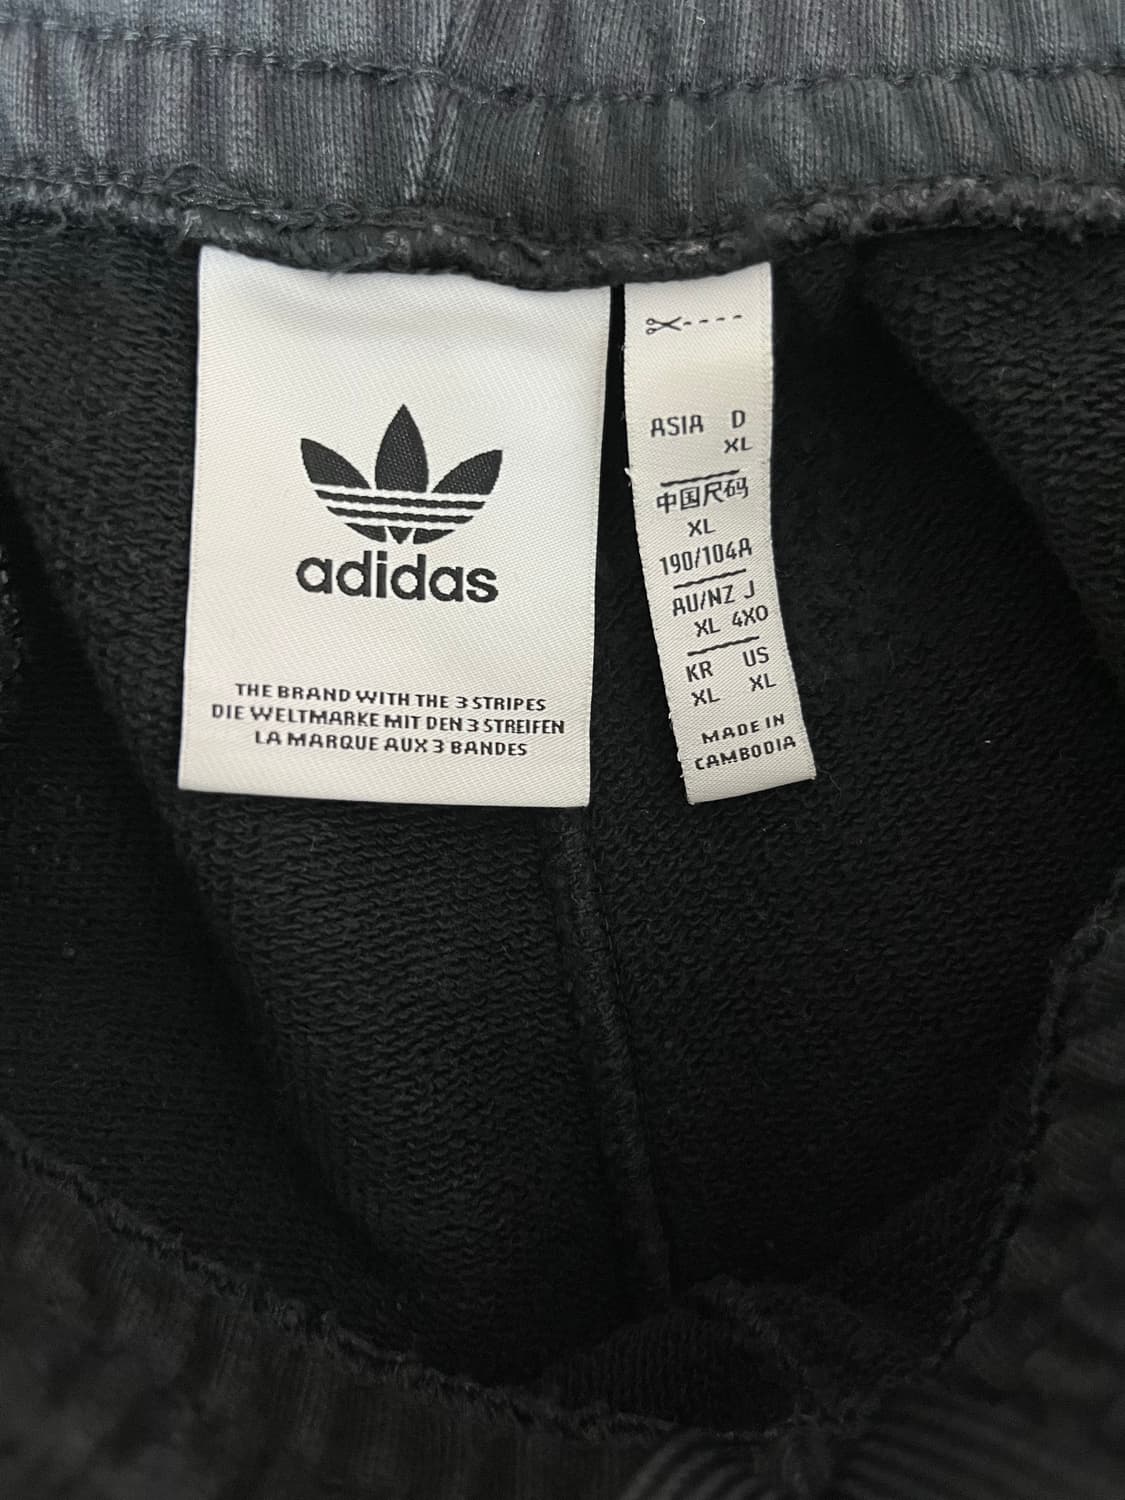 adidas
THE BRAND WITH THE 3 STRIPES
DIE WELTMARKE MIT DEN 3 STREIFEN
LA MARQUE AUX 3 BANDES
ASIA D
XL
中国尺码
XL
190/104A
AU/NZ J
XL 4XO
KR US
XL XL
MADE IN
CAMBODIA